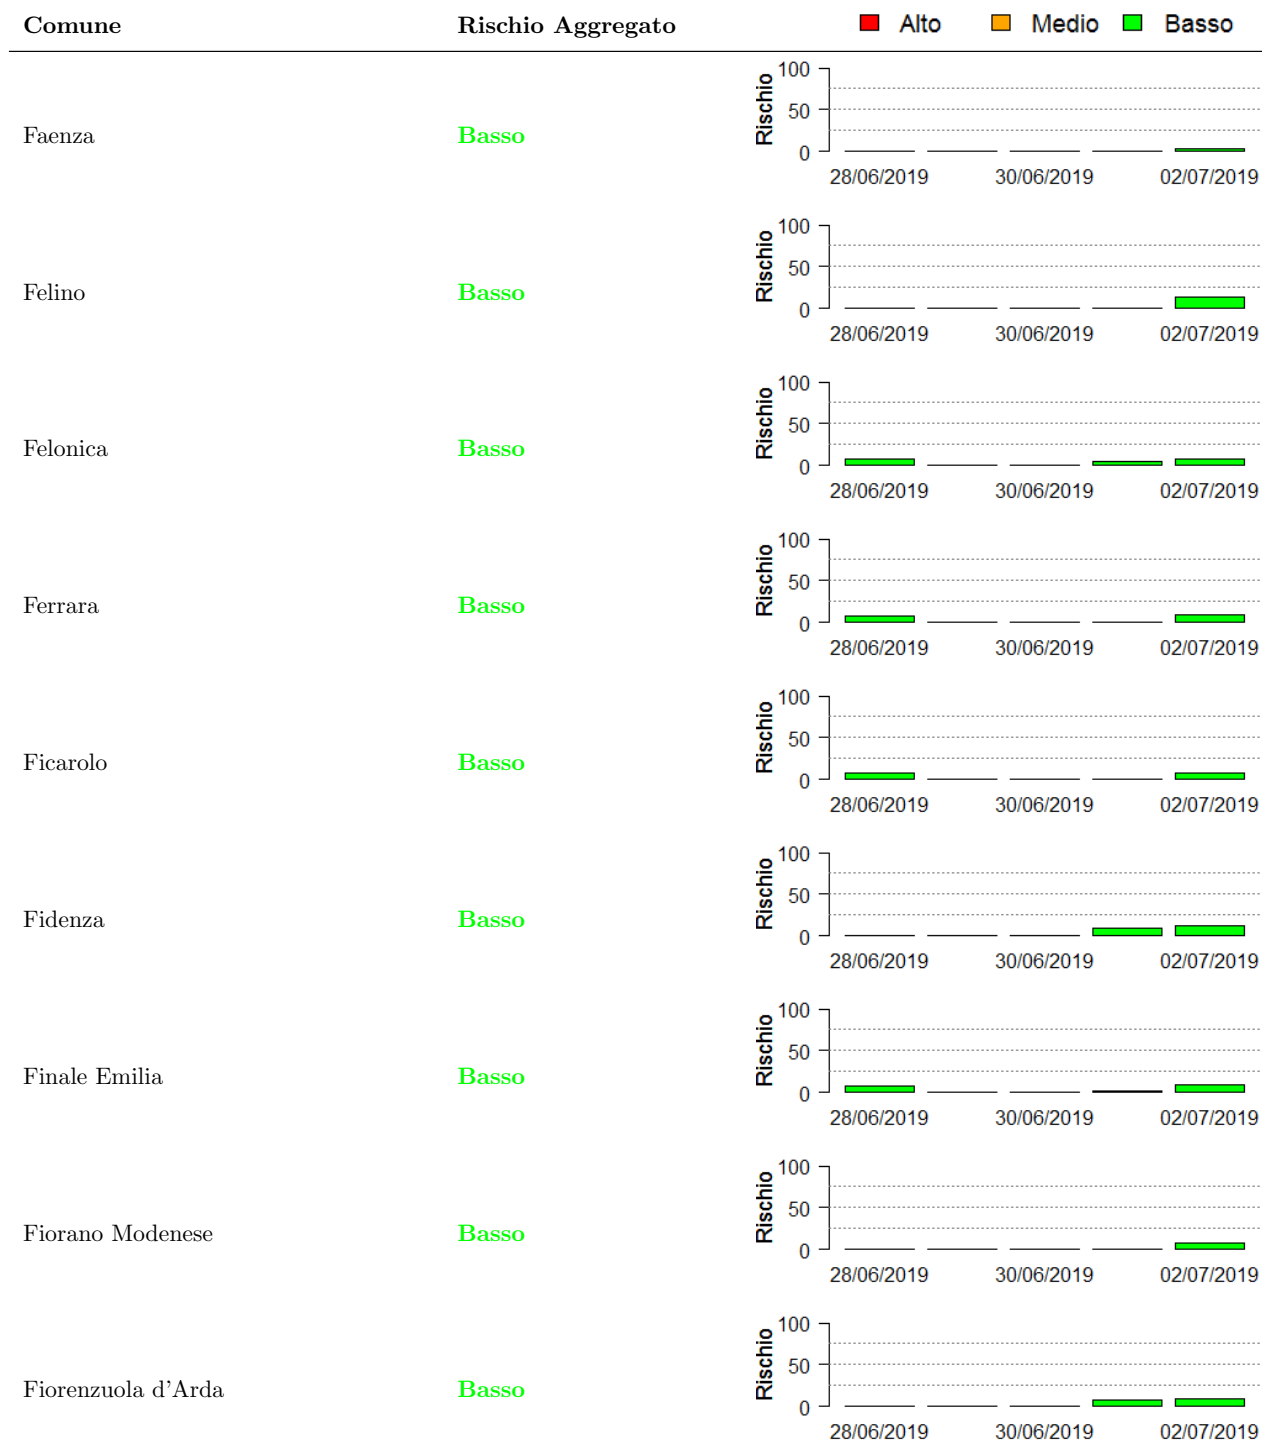 Comune Rischio Aggregato Alto Medio Basso
Faenza Basso
Rischio
100
50
0
28/06/2019 30/06/2019 02/07/2019
Felino Basso
Rischio
100
50
0
28/06/2019 30/06/2019 02/07/2019
Felonica Basso
Rischio
100
50
0
28/06/2019 30/06/2019 02/07/2019
Ferrara Basso
Rischio
100
50
0
28/06/2019 30/06/2019 02/07/2019
Ficarolo Basso
Rischio
100
50
0
28/06/2019 30/06/2019 02/07/2019
Fidenza Basso
Rischio
100
50
0
28/06/2019 30/06/2019 02/07/2019
Finale Emilia Basso
Rischio
100
50
0
28/06/2019 30/06/2019 02/07/2019
Fiorano Modenese Basso
Rischio
100
50
0
28/06/2019 30/06/2019 02/07/2019
Fiorenzuola d'Arda Basso
Rischio
100
50
0
28/06/2019 30/06/2019 02/07/2019